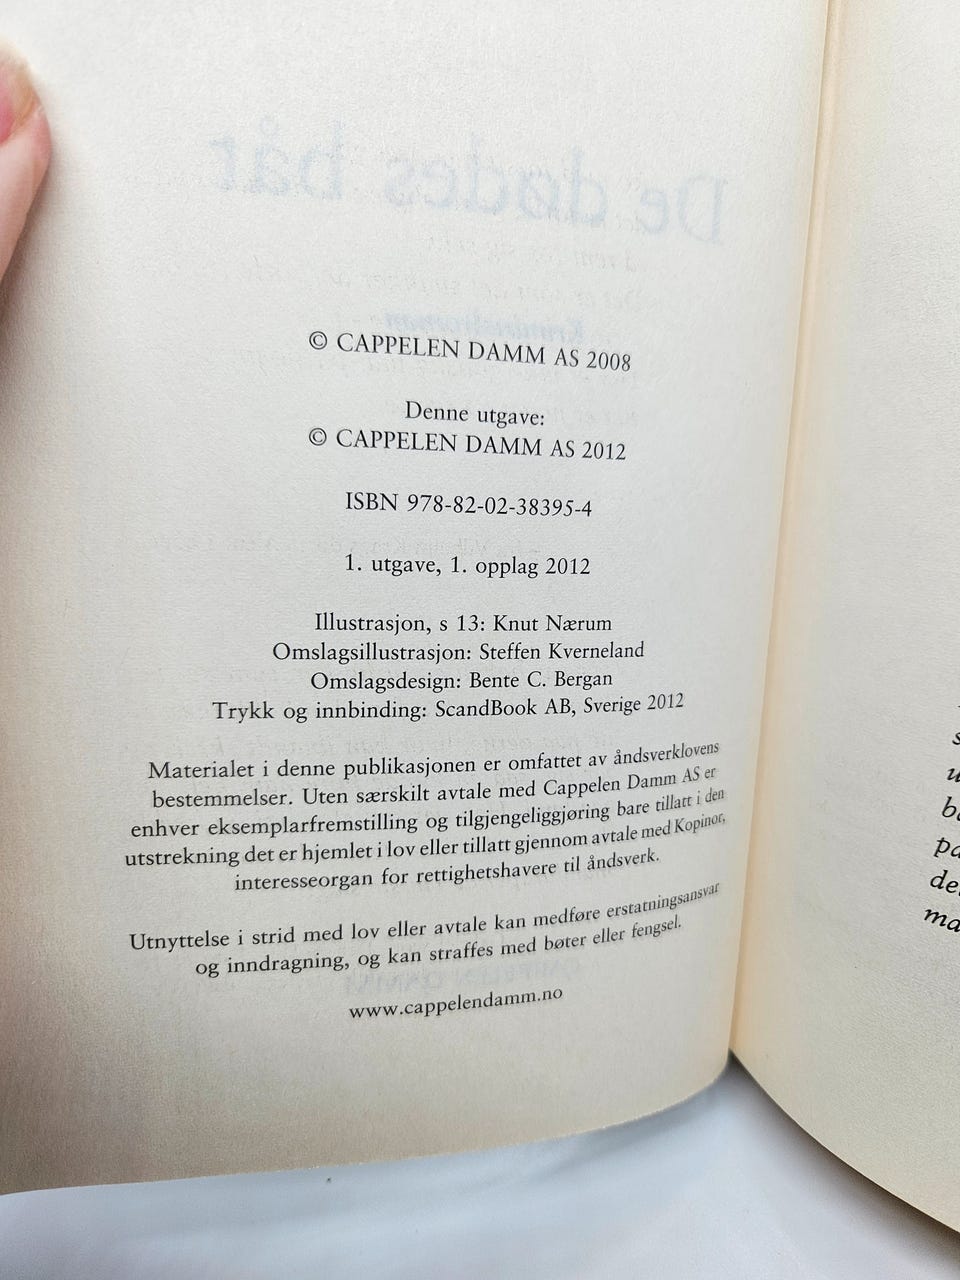 © CAPPELEN DAMM AS 2008
Denne utgave:
© CAPPELEN DAMM AS 2012
ISBN 978-82-02-38395-4
1. utgave, 1. opplag 2012
Illustrasjon, s 13: Knut Nærum
Omslagsillustrasjon: Steffen Kverneland
Omslagsdesign: Bente C. Bergan
Trykk og innbinding: ScandBook AB, Sverige 2012
Materialet i denne publikasjonen er omfattet av åndsverklovens
bestemmelser. Uten særskilt avtale med Cappelen Damm AS er
enhver eksemplarfremstilling og tilgjengeliggjøring bare tillatt i den
utstrekning det er hjemlet i lov eller tillatt gjennom avtale med Kopinor,
interesseorgan for rettighetshavere til åndsverk.
Utnyttelse i strid med lov eller avtale kan medføre erstatningsansvar
og inndragning, og kan straffes med bøter eller fengsel.
www.cappelendamm.no
De dødes bår
Kriminalroman